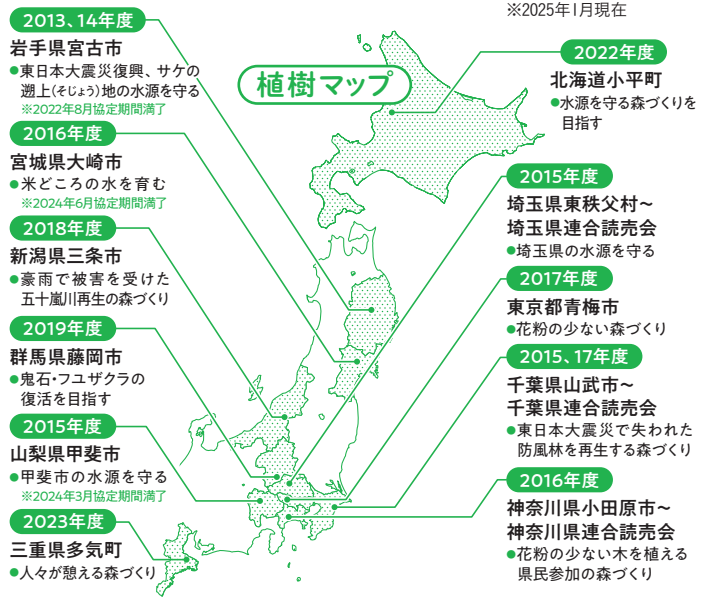 ※2025年1月現在
植樹マップ
2013、14年度
岩手県宮古市
●東日本大震災復興、サケの
遡上(そじょう)地の水源を守る
※2022年8月協定期間満了
2016年度
宮城県大崎市
●米どころの水を育む
※2024年6月協定期間満了
2018年度
新潟県三条市
●豪雨で被害を受けた
五十嵐川再生の森づくり
2019年度
群馬県藤岡市
●鬼石・フユザクラの
復活を目指す
2015年度
山梨県甲斐市
●甲斐市の水源を守る
※2024年3月協定期間満了
2023年度
三重県多気町
●人々が憩える森づくり
2022年度
北海道小平町
●水源を守る森づくりを
目指す
2015年度
埼玉県東秩父村~
埼玉県連合読売会
●埼玉県の水源を守る
2017年度
東京都青梅市
●花粉の少ない森づくり
2015、17年度
千葉県山武市~
千葉県連合読売会
●東日本大震災で失われた
防風林を再生する森づくり
2016年度
神奈川県小田原市~
神奈川県連合読売会
●花粉の少ない木を植える
県民参加の森づくり